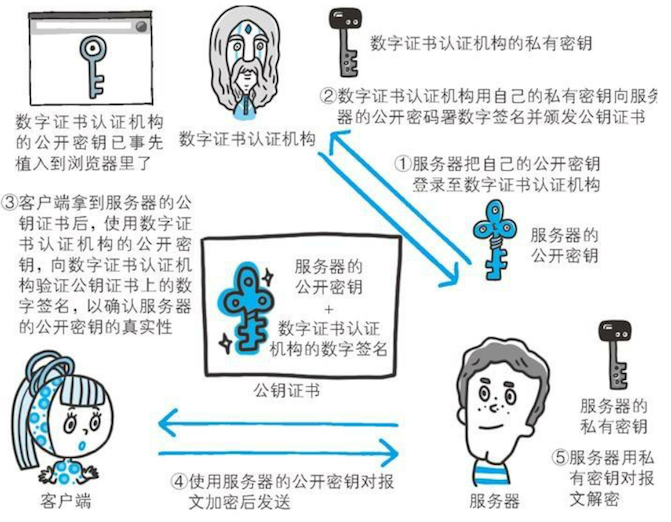 数字证书认证机构
的公开密钥已事先
植入到浏览器里了
数字证书认证机构
数字证书认证机构的私有密钥
②数字证书认证机构用自己的私有密钥向服务
器的公开密码署数字签名并颁发公钥证书
①服务器把自己的公开密钥
登录至数字证书认证机构
服务器的
公开密钥
③客户端拿到服务器的公
钥证书后，使用数字证
书认证机构的公开密
钥，向数字证书认证机
构验证公钥证书上的数
字签名，以确认服务器
的公开密钥的真实性
服务器的
公开密钥
+
数字证书认证
机构的数字签名
公钥证书
客户端
④使用服务器的公开密钥对报
文加密后发送
服务器
服务器的
私有密钥
⑤服务器用私
有密钥对报
文解密